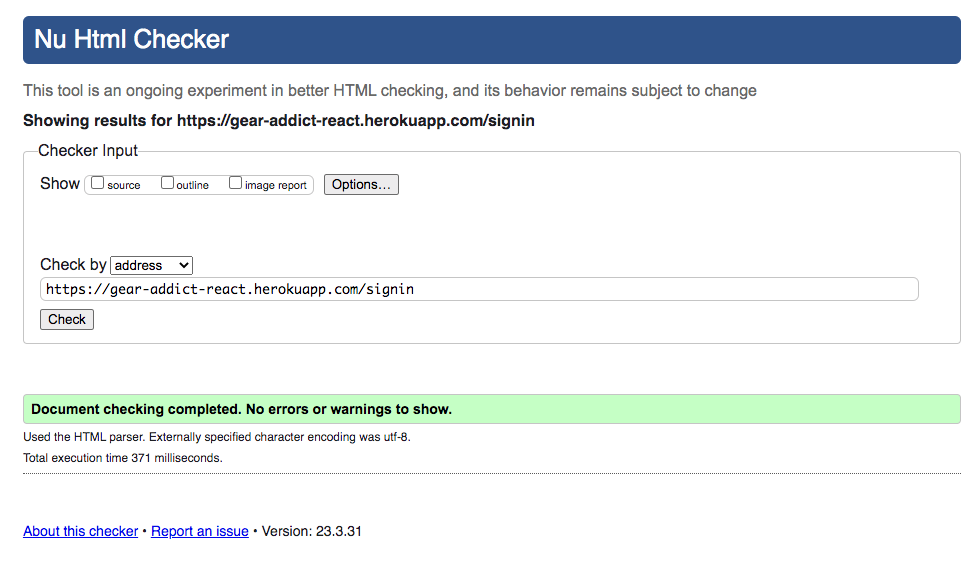 Nu Html Checker
This tool is an ongoing experiment in better HTML checking, and its behavior remains subject to change
Showing results for https://gear-addict-react.herokuapp.com/signin
Checker Input
Show source outline image report Options...
Check by address
https://gear-addict-react.herokuapp.com/signin
Check
Document checking completed. No errors or warnings to show.
Used the HTML parser. Externally specified character encoding was utf-8.
Total execution time 371 milliseconds.
About this checker • Report an issue • Version: 23.3.31